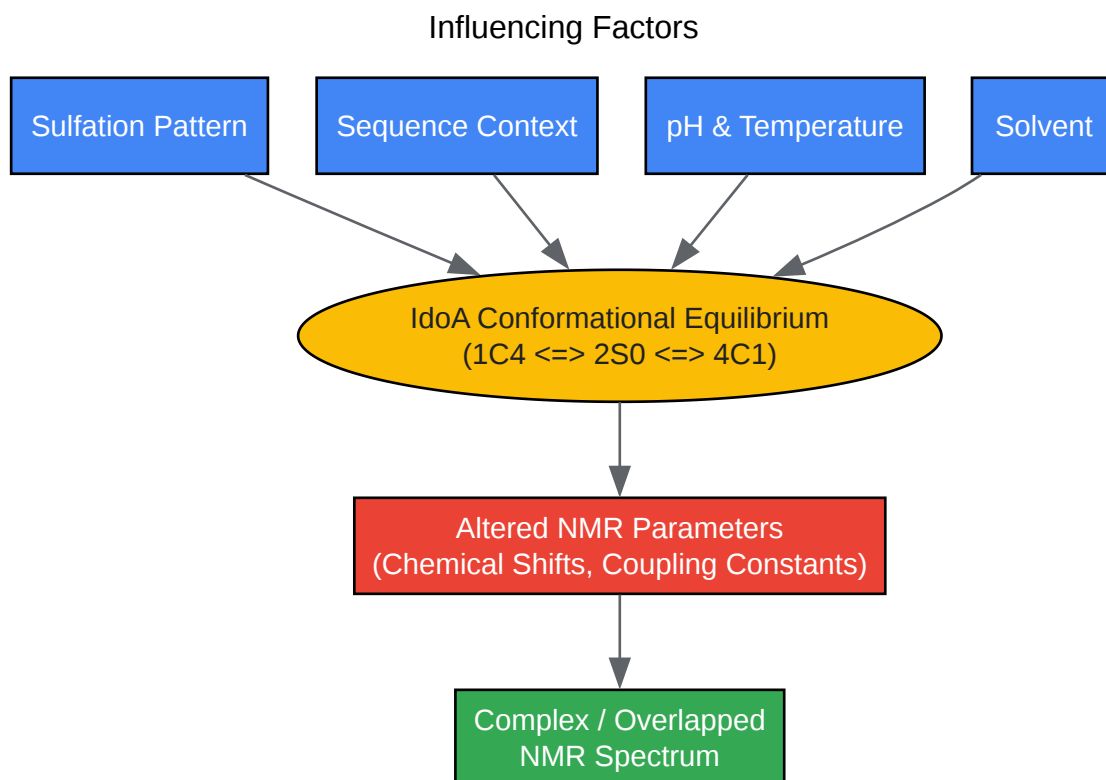 Influencing Factors
Sulfation Pattern
Sequence Context
pH & Temperature
Solvent
IdoA Conformational Equilibrium
(1C4 <=> 2S0 <=> 4C1)
Altered NMR Parameters
(Chemical Shifts, Coupling Constants)
Complex / Overlapped
NMR Spectrum